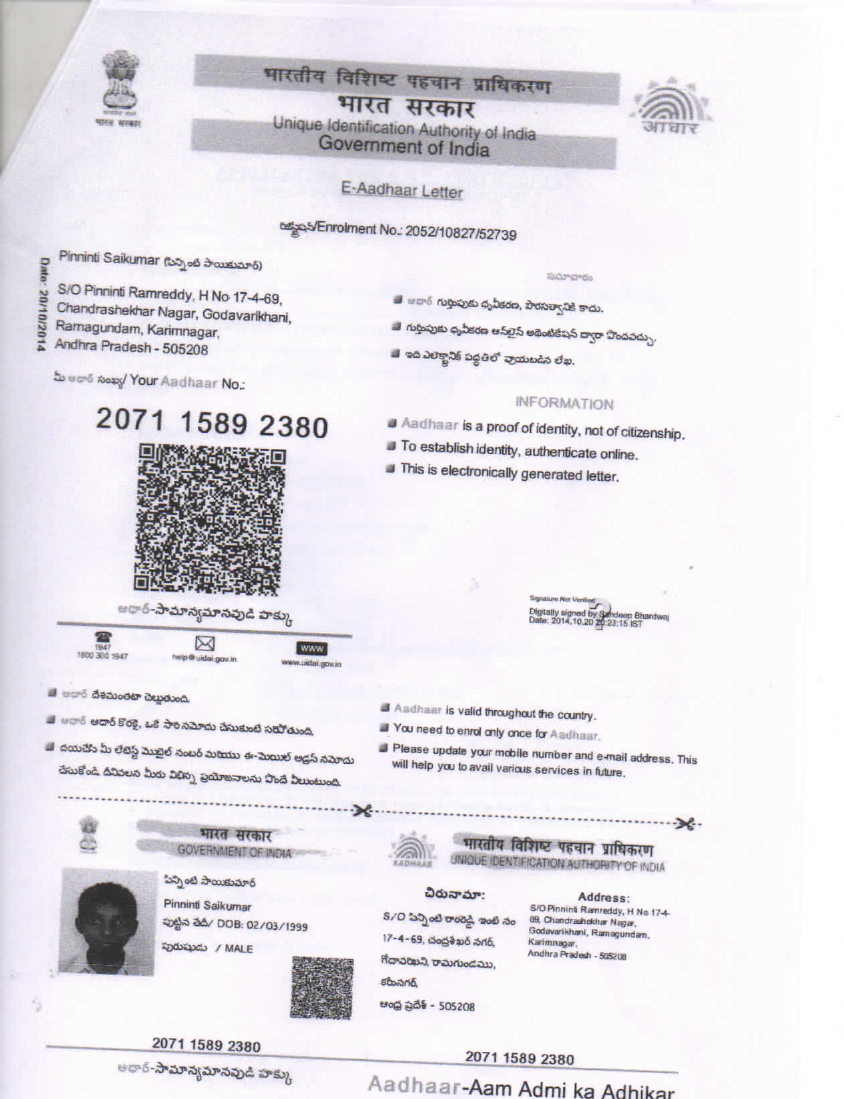 भारतीय विशिष्ट पहचान प्राधिकरण
भारत सरकार
Unique Identification Authority of India
Government of India
भारत सरकार
आधार
E-Aadhaar Letter
రిజిస్ట్రేషన్/Enrolment No.: 2052/10827/52739
Date: 20/10/2014
Pinninti Saikumar (పిన్నింటి సాయికుమార్)
S/O Pinninti Ramreddy, H No 17-4-69,
Chandrashekhar Nagar, Godavarikhani,
Ramagundam, Karimnagar,
Andhra Pradesh - 505208
మీ ఆధార్ సంఖ్య/ Your Aadhaar No.:
2071 1589 2380
ఆధార్-సామాన్యమానవుడి హక్కు
1947
1800 300 1947
help@uidai.gov.in
www
www.uidai.gov.in
సమాచారం
ఆధార్ గుర్తింపుకు ధృవీకరణ, పౌరసత్వానికి కాదు.
గుర్తింపుకు ధృవీకరణ ఆన్‌లైన్ అథెంటికేషన్ ద్వారా పొందవచ్చు.
ఇది ఎలక్ట్రానిక్ పద్ధతిలో వ్రాయబడిన లేఖ.
INFORMATION
Aadhaar is a proof of identity, not of citizenship.
To establish identity, authenticate online.
This is electronically generated letter.
Signature Not Verified
Digitally signed by Sandeep Bhardwaj
Date: 2014.10.20 20:23:15 IST
ఆధార్ దేశమంతటా చెల్లుతుంది.
ఆధార్ ఆధార్ కొరకై, ఒకే సారి నమోదు చేసుకుంటే సరిపోతుంది.
దయచేసి మీ లేటెస్ట్ మొబైల్ నంబర్ మరియు ఈ-మెయిల్ అడ్రస్ నమోదు
చేసుకోండి. దీనివలన మీరు విభిన్న ప్రయోజనాలను పొందే వీలుంటుంది.
Aadhaar is valid throughout the country.
You need to enrol only once for Aadhaar.
Please update your mobile number and e-mail address. This
will help you to avail various services in future.
भारत सरकार
GOVERNMENT OF INDIA
పిన్నింటి సాయికుమార్
Pinninti Saikumar
పుట్టిన తేదీ/ DOB: 02/03/1999
పురుషుడు / MALE
2071 1589 2380
ఆధార్-సామాన్యమానవుడి హక్కు
AADHAAR
भारतीय विशिष्ट पहचान प्राधिकरण
UNIQUE IDENTIFICATION AUTHORITY OF INDIA
చిరునామా:
S/O పిన్నింటి రాంరెడ్డి, ఇంటి నం
17-4-69, చంద్రశేఖర్ నగర్,
గోదావరిఖని, రామగుండము,
కరీంనగర్,
ఆంధ్ర ప్రదేశ్ - 505208
Address:
S/O Pinninti Ramreddy, H No 17-4-
69, Chandrashekhar Nagar,
Godavarikhani, Ramagundam,
Karimnagar,
Andhra Pradesh - 505208
2071 1589 2380
Aadhaar-Aam Admi ka Adhikar